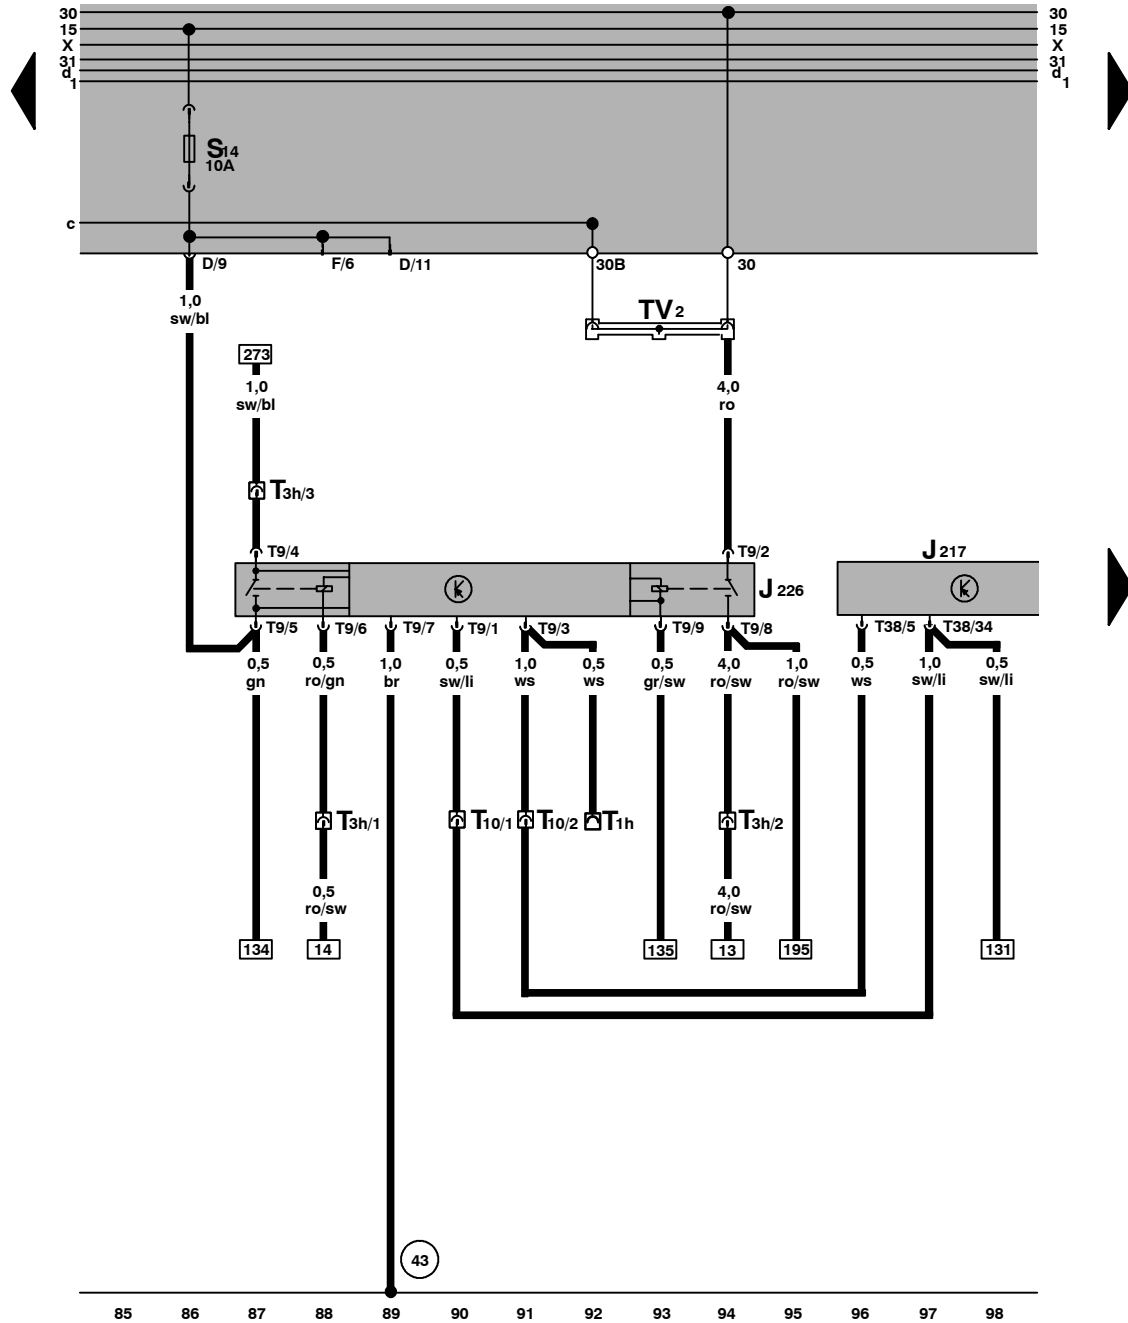 30 30
15 15
X X
31 31
d d
1 1
S14
10A
c
D/9 F/6 D/11 30B 30
1,0
sw/bl
TV2
273
1,0
sw/bl
4,0
ro
T3h/3
T9/4 T9/2
J217
J226
T9/5 T9/6 T9/7 T9/1 T9/3 T9/9 T9/8 T38/5 T38/34
0,5 0,5 1,0 0,5 1,0 0,5 0,5 4,0 1,0 0,5 1,0 0,5
gn ro/gn br sw/li ws ws gr/sw ro/sw ro/sw ws sw/li sw/li
T3h/1 T10/1 T10/2 T1h T3h/2
0,5 4,0
ro/sw ro/sw
134 14 135 13 195 131
43
85 86 87 88 89 90 91 92 93 94 95 96 97 98